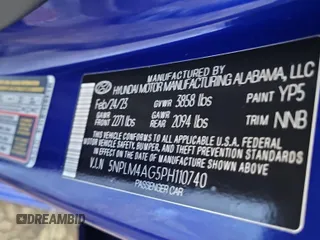 MANUFACTURED BY
HYUNDAI MOTOR MANUFACTURING ALABAMA, LLC
Feb/24/23 GVWR 3858 lbs PAINT YP5
GAWR FRONT 2271 lbs GAWR REAR 2094 lbs TRIM NNB
THIS VEHICLE CONFORMS TO ALL APPLICABLE U.S.A. FEDERAL
MOTOR VEHICLE SAFETY, BUMPER, AND THEFT PREVENTION
STANDARDS IN EFFECT ON THE DATE OF MANUFACTURE SHOWN ABOVE.
V.I.N 5NPLM4AG5PH110740
PASSENGER CAR
DREAMBID